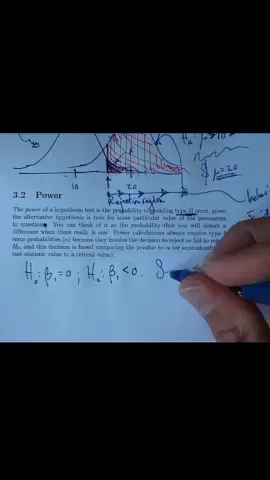 Hₐ: μ > 10
μ = 20
10
20
Rejection region
3.2 Power
The power of a hypothesis test is the probability of avoiding type II error, given
the alternative hypothesis is true for some particular value of the parameter
in question. You can think of it as the probability that you will detect a
difference when there really is one. Power calculations always require type
error probabilities (α) because they involve the decision to reject or fail to
H₀, and this decision is based comparing the p-value to α (or equivalently
test statistic value to a critical value).
H₀: β₁ = 0 ; Hₐ: β₁ < 0.